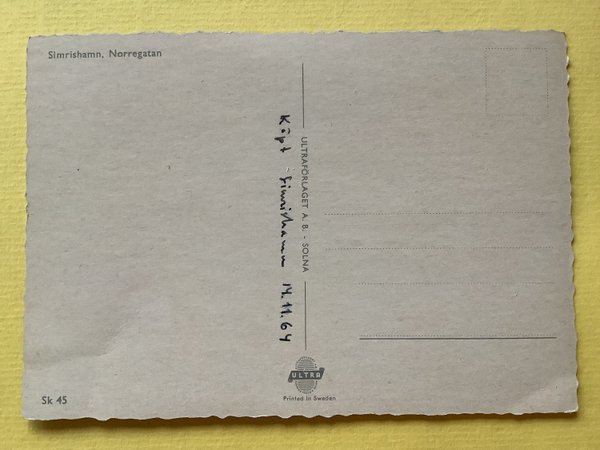 Simrishamn, Norregatan
Köpt Simrishamn 14.11.64
ULTRAFÖRLAGET A. B. - SOLNA
ULTRA
Printed in Sweden
Sk 45